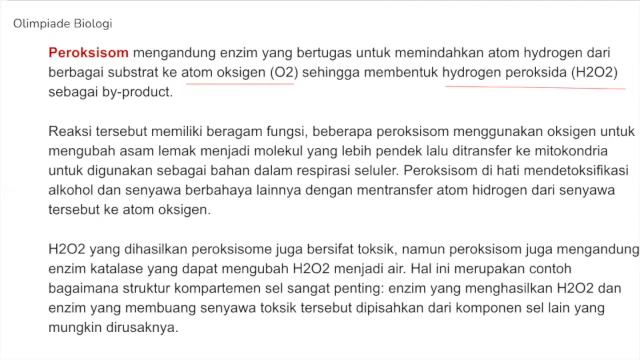 Olimpiade Biologi
Peroksisom mengandung enzim yang bertugas untuk memindahkan atom hydrogen dari
berbagai substrat ke atom oksigen (O2) sehingga membentuk hydrogen peroksida (H2O2)
sebagai by-product.
Reaksi tersebut memiliki beragam fungsi, beberapa peroksisom menggunakan oksigen untuk
mengubah asam lemak menjadi molekul yang lebih pendek lalu ditransfer ke mitokondria
untuk digunakan sebagai bahan dalam respirasi seluler. Peroksisom di hati mendetoksifikasi
alkohol dan senyawa berbahaya lainnya dengan mentransfer atom hidrogen dari senyawa
tersebut ke atom oksigen.
H2O2 yang dihasilkan peroksisome juga bersifat toksik, namun peroksisom juga mengandung
enzim katalase yang dapat mengubah H2O2 menjadi air. Hal ini merupakan contoh
bagaimana struktur kompartemen sel sangat penting: enzim yang menghasilkan H2O2 dan
enzim yang membuang senyawa toksik tersebut dipisahkan dari komponen sel lain yang
mungkin dirusaknya.